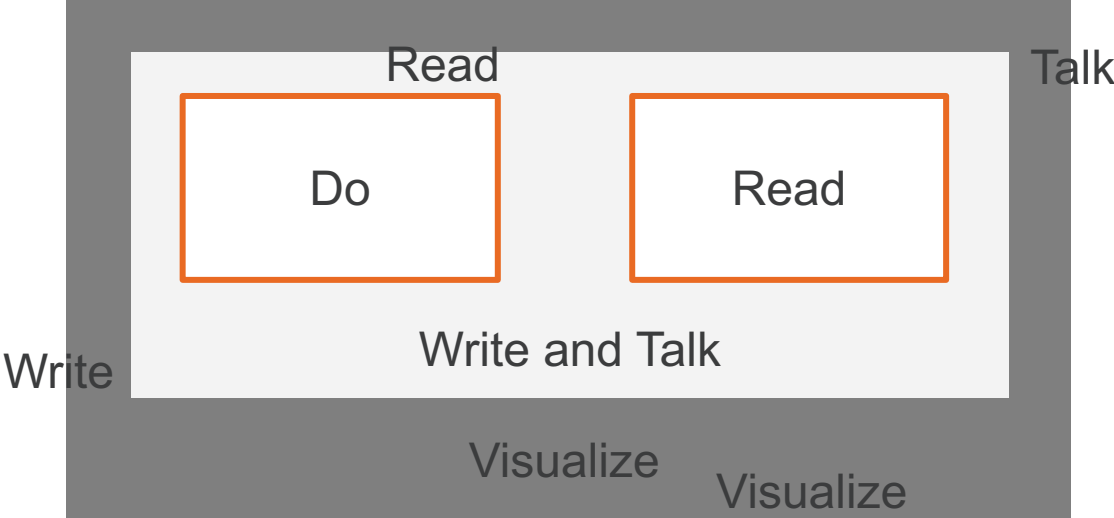 Read
Talk
Do
Read
Write and Talk
Write
Visualize
Visualize